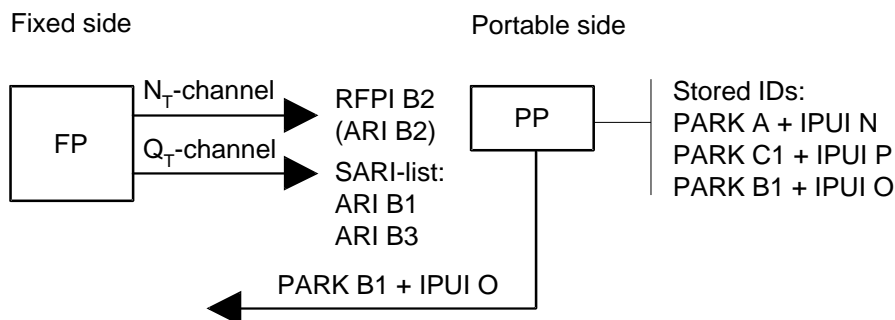 Fixed side
Portable side
N_T-channel
FP
Q_T-channel
RFPI B2
(ARI B2)
SARI-list:
ARI B1
ARI B3
PP
Stored IDs:
PARK A + IPUI N
PARK C1 + IPUI P
PARK B1 + IPUI O
PARK B1 + IPUI O